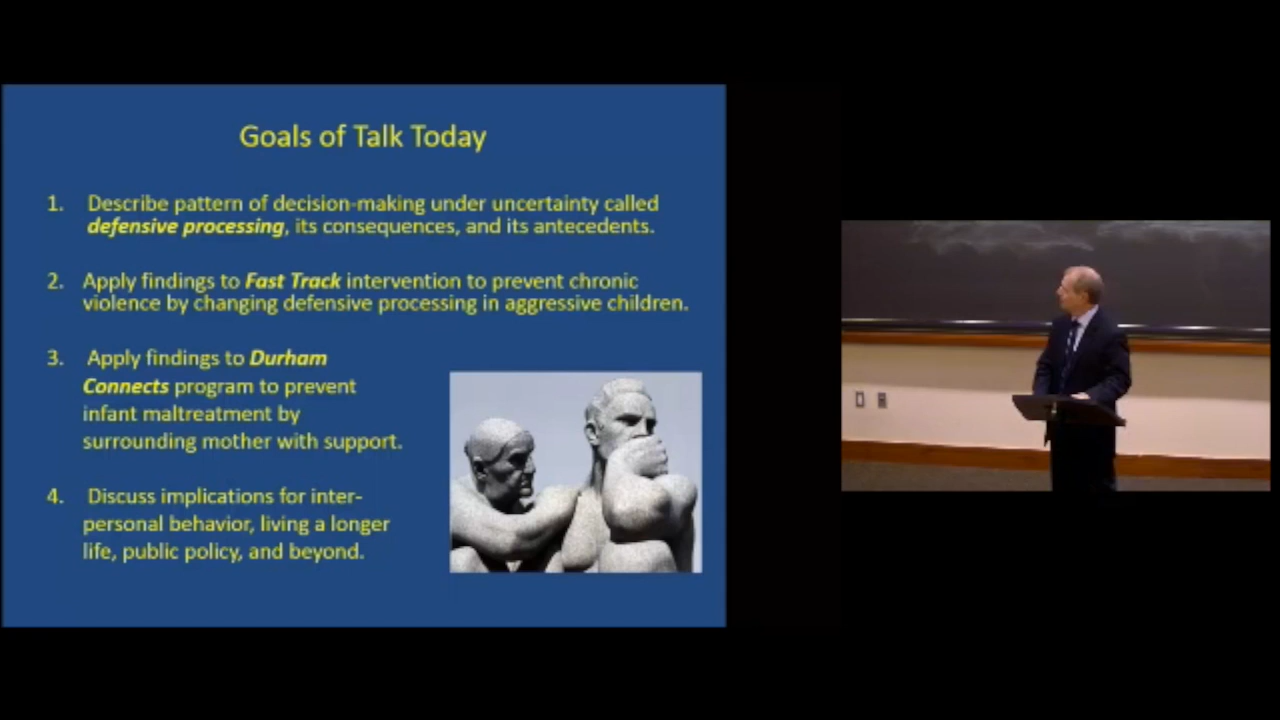 Goals of Talk Today
1. Describe pattern of decision-making under uncertainty called
defensive processing, its consequences, and its antecedents.
2. Apply findings to Fast Track intervention to prevent chronic
violence by changing defensive processing in aggressive children.
3. Apply findings to Durham
Connects program to prevent
infant maltreatment by
surrounding mother with support.
4. Discuss implications for inter-
personal behavior, living a longer
life, public policy, and beyond.